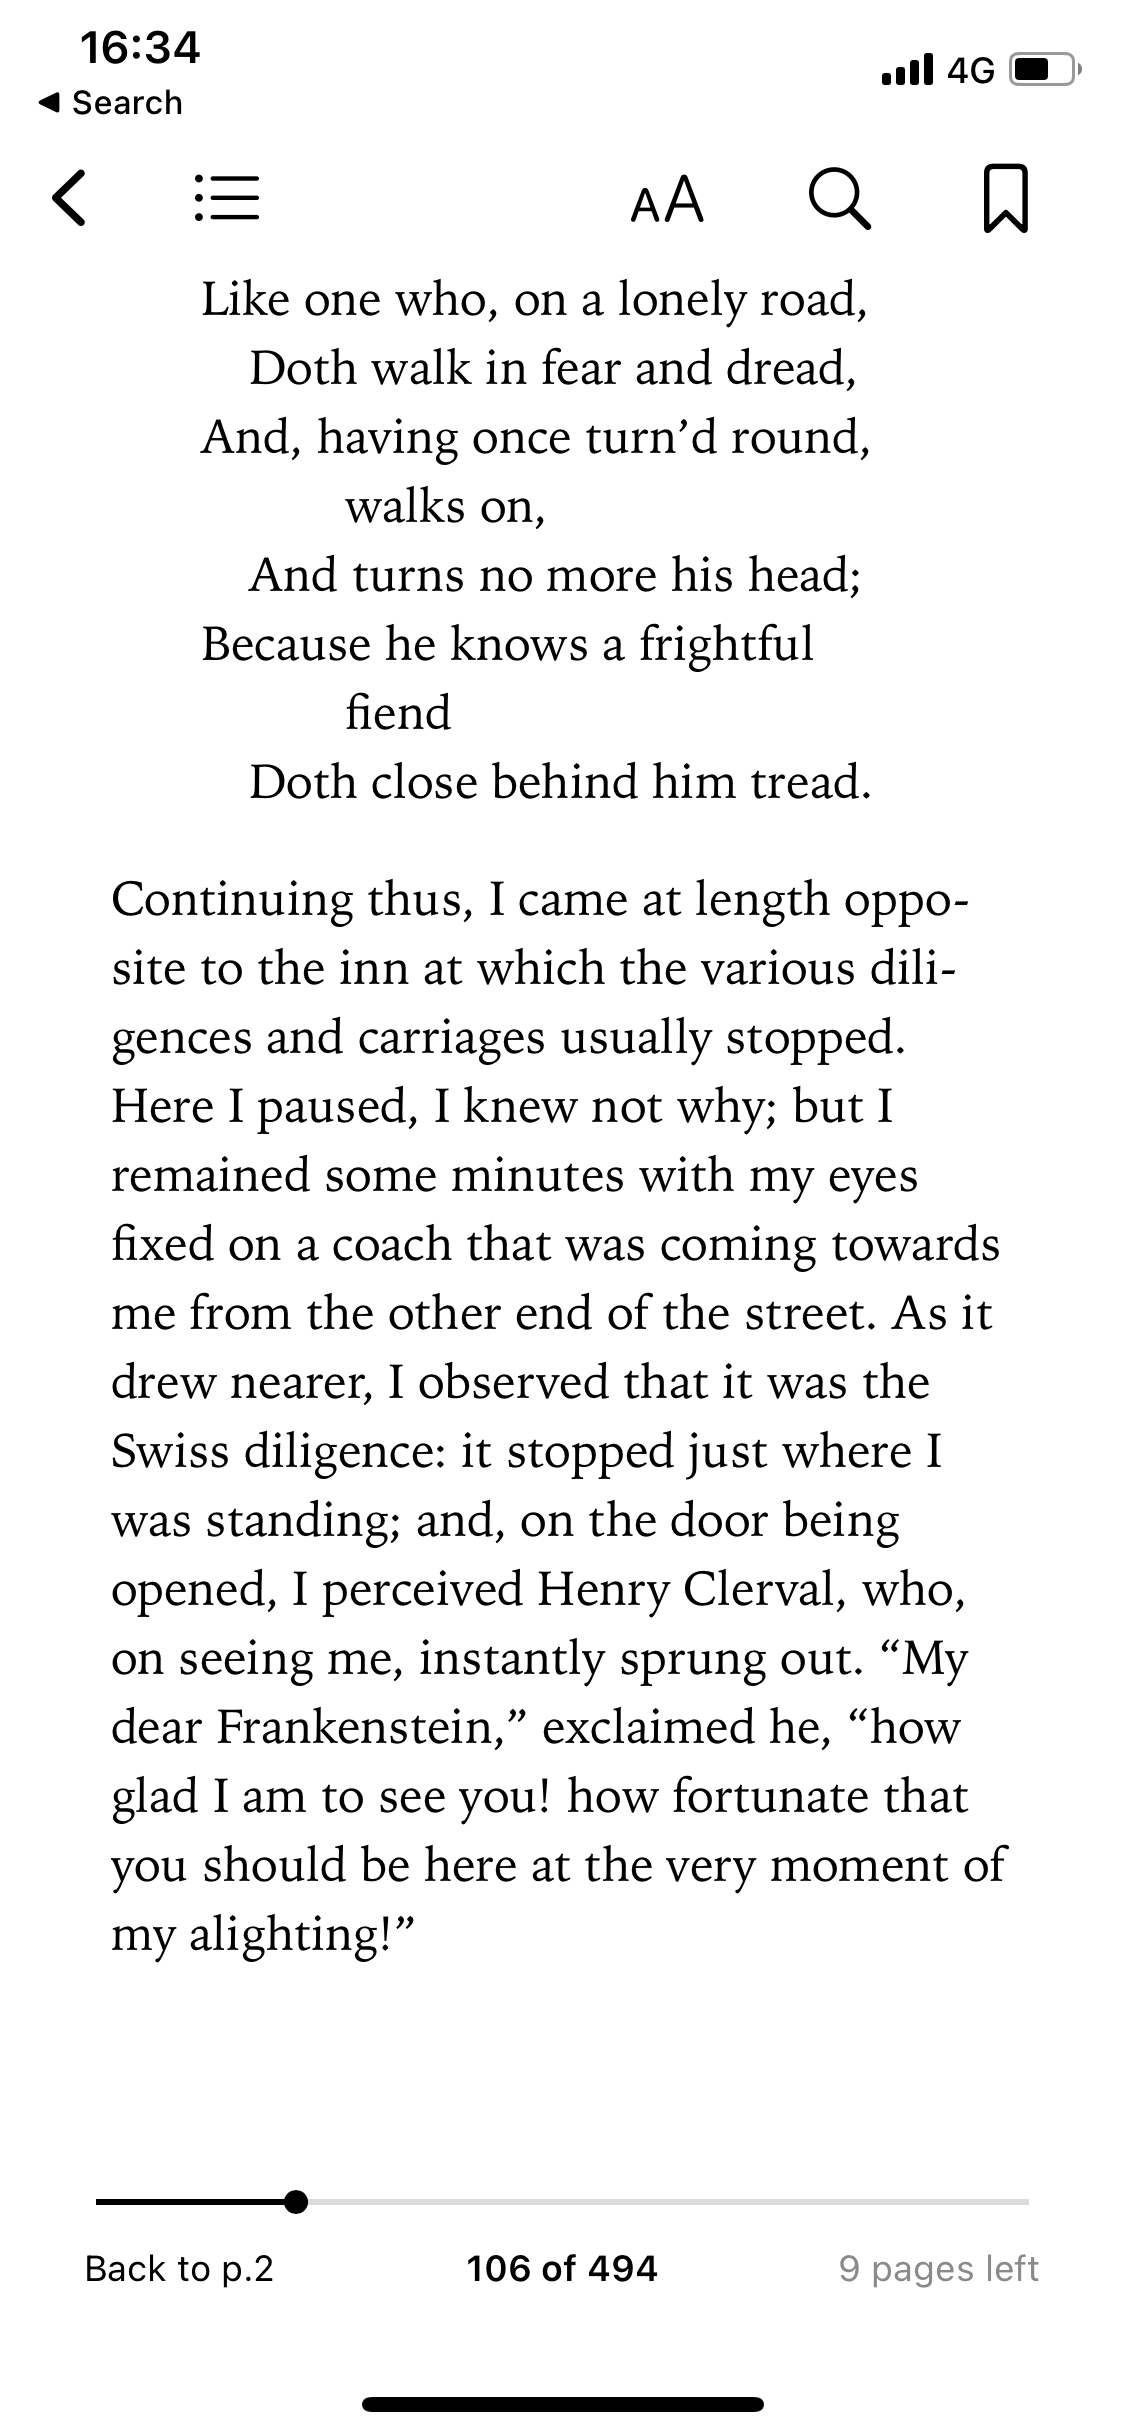 16:34
4G
◀ Search
AA
Like one who, on a lonely road,
Doth walk in fear and dread,
And, having once turn’d round,
walks on,
And turns no more his head;
Because he knows a frightful
fiend
Doth close behind him tread.
Continuing thus, I came at length oppo-
site to the inn at which the various dili-
gences and carriages usually stopped.
Here I paused, I knew not why; but I
remained some minutes with my eyes
fixed on a coach that was coming towards
me from the other end of the street. As it
drew nearer, I observed that it was the
Swiss diligence: it stopped just where I
was standing; and, on the door being
opened, I perceived Henry Clerval, who,
on seeing me, instantly sprung out. “My
dear Frankenstein,” exclaimed he, “how
glad I am to see you! how fortunate that
you should be here at the very moment of
my alighting!”
Back to p.2
106 of 494
9 pages left